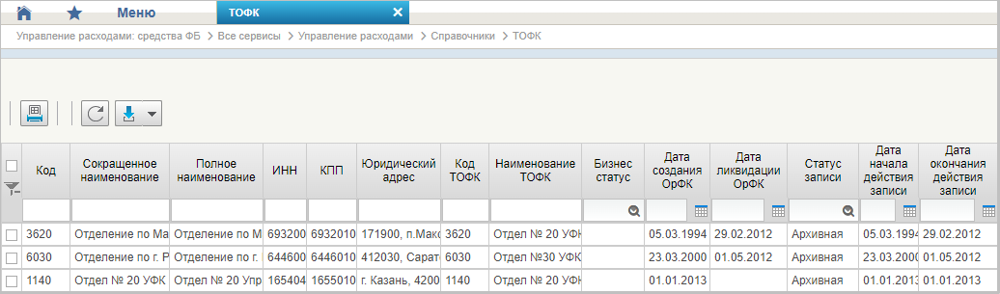 Меню ТОФК
Управление расходами: средства ФБ > Все сервисы > Управление расходами > Справочники > ТОФК
Код Сокращенное наименование Полное наименование ИНН КПП Юридический адрес Код ТОФК Наименование ТОФК Бизнес статус Дата создания ОрФК Дата ликвидации ОрФК Статус записи Дата начала действия записи Дата окончания действия записи
3620 Отделение по Ма Отделение по М 693200 6932010 171900, п.Макс 3620 Отдел № 20 УФК 05.03.1994 29.02.2012 Архивная 05.03.1994 29.02.2012
6030 Отделение по г. Р Отделение по г. 644600 6446010 412030, Сарат 6030 Отдел №30 УФК 23.03.2000 01.05.2012 Архивная 23.03.2000 01.05.2012
1140 Отдел № 20 УФК Отдел № 20 Упр 165404 1655010 г. Казань, 4200 1140 Отдел № 20 УФК 01.01.2013 Архивная 01.01.2013 01.01.2013